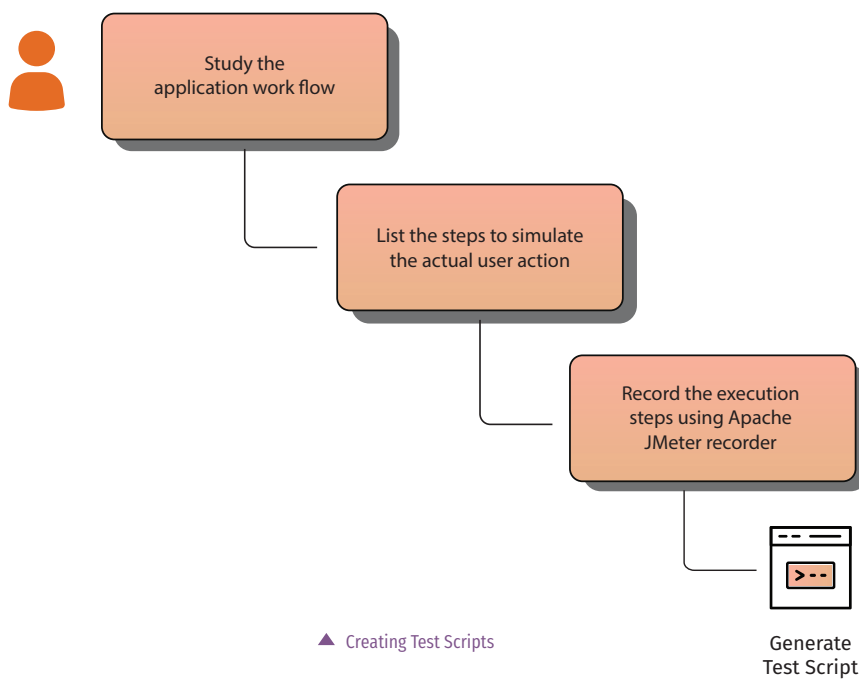 Study the
application work flow
List the steps to simulate
the actual user action
Record the execution
steps using Apache
JMeter recorder
Generate
Test Script
Creating Test Scripts